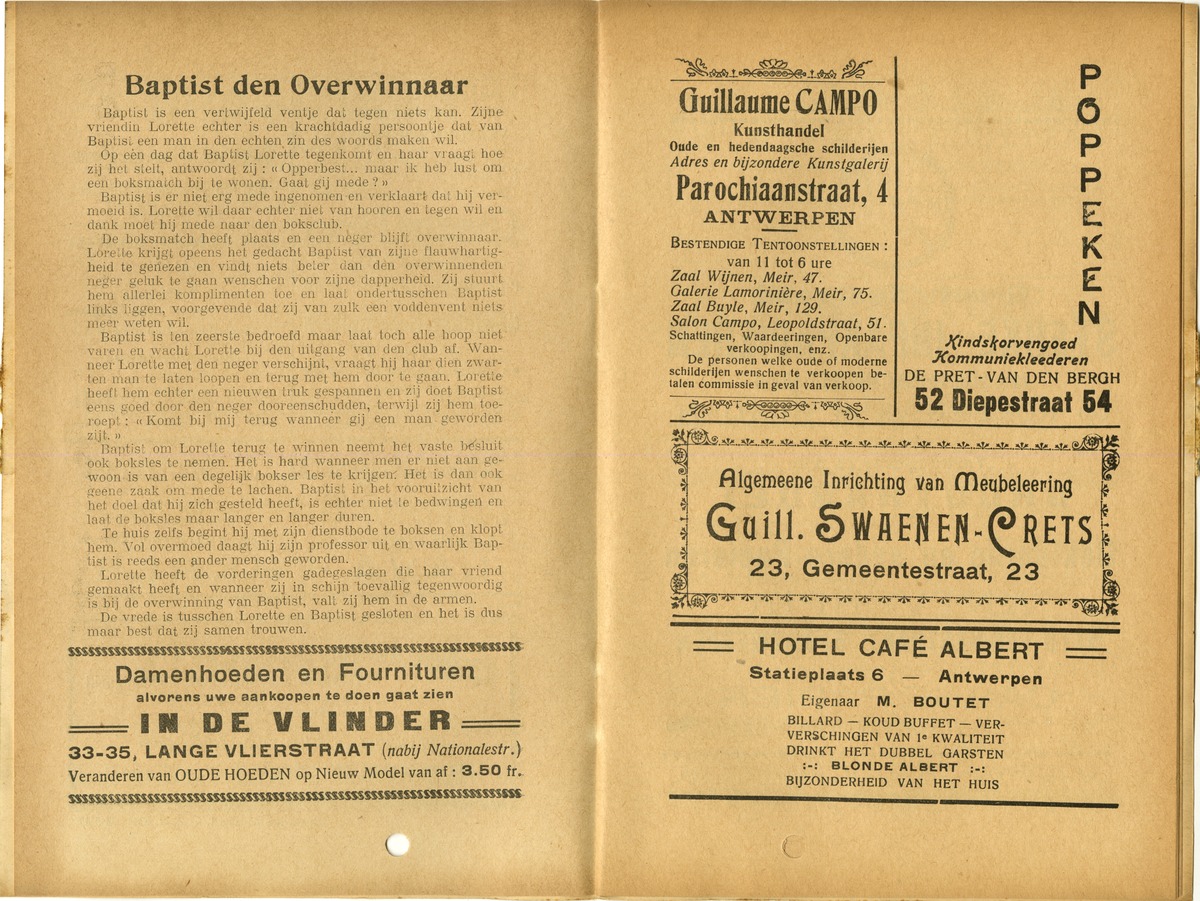 Baptist den Overwinnaar
Baptist is een vertwijfeld ventje dat tegen niets kan. Zijne
vriendin Lorette echter is een krachtdadig persoontje dat van
Baptist een man in den echten zin des woords maken wil.
Op een dag dat Baptist Lorette tegenkomt en haar vraagt hoe
zij het stelt, antwoordt zij : « Opperbest... maar ik heb lust om
een boksmatch bij te wonen. Gaat gij mede ? »
Baptist is er niet erg mede ingenomen en verklaart dat hij ver-
moeid is. Lorette wil daar echter niet van hooren en tegen wil en
dank moet hij mede naar den boksclub.
De boksmatch heeft plaats en een neger blijft overwinnaar.
Lorette krijgt opeens het gedacht Baptist van zijne flauwhartig-
heid te genezen en vindt niets beter dan den overwinnenden
neger geluk te gaan wenschen voor zijne dapperheid. Zij stuurt
hem allerlei komplimenten toe en laat ondertusschen Baptist
links liggen, voorgevende dat zij van zulk een voddenvent niets
meer weten wil.
Baptist is ten zeerste bedroefd maar laat toch alle hoop niet
varen en wacht Lorette bij den uitgang van den club af. Wan-
neer Lorette met den neger verschijnt, vraagt hij haar dien zwar-
ten man te laten loopen en terug met hem door te gaan. Lorette
heeft hem echter een nieuwen truk gespannen en zij doet Baptist
eens goed door den neger dooreenschudden, terwijl zij hem toe-
roept : « Komt bij mij terug wanneer gij een man geworden
zijt. »
Baptist om Lorette terug te winnen neemt het vaste besluit
ook boksles te nemen. Het is hard wanneer men er niet aan ge-
woon is van een degelijk bokser les te krijgen. Het is dan ook
geene zaak om mede te lachen. Baptist in het vooruitzicht van
het doel dat hij zich gesteld heeft, is echter niet te bedwingen en
laat de boksles maar langer en langer duren.
Te huis zelfs begint hij met zijn dienstbode te boksen en klopt
hem. Vol overmoed daagt hij zijn professor uit en waarlijk Bap-
tist is reeds een ander mensch geworden.
Lorette heeft de vorderingen gadegeslagen die haar vriend
gemaakt heeft en wanneer zij in schijn toevallig tegenwoordig
is bij de overwinning van Baptist, valt zij hem in de armen.
De vrede is tusschen Lorette en Baptist gesloten en het is dus
maar best dat zij samen trouwen.
Damenhoeden en Fournituren
alvorens uwe aankoopen te doen gaat zien
IN DE VLINDER
33-35, LANGE VLIERSTRAAT (nabij Nationalestr.)
Veranderen van OUDE HOEDEN op Nieuw Model van af : 3.50 fr.
Guillaume CAMPO
Kunsthandel
Oude en hedendaagsche schilderijen
Adres en bijzondere Kunstgalerij
Parochiaanstraat, 4
ANTWERPEN
BESTENDIGE TENTOONSTELLINGEN :
van 11 tot 6 ure
Zaal Wijnen, Meir, 47.
Galerie Lamorinière, Meir, 75.
Zaal Buyle, Meir, 129.
Salon Campo, Leopoldstraat, 51.
Schattingen, Waardeeringen, Openbare
verkoopingen, enz.
De personen welke oude of moderne
schilderijen wenschen te verkoopen be-
talen commissie in geval van verkoop.
POPPEKEN
Kindskorvengoed
Kommuniekleederen
DE PRET-VAN DEN BERGH
52 Diepestraat 54
Algemeene Inrichting van Meubeleering
Guill. SWAENEN-CRETS
23, Gemeentestraat, 23
HOTEL CAFÉ ALBERT
Statieplaats 6 — Antwerpen
Eigenaar M. BOUTET
BILLARD — KOUD BUFFET — VER-
VERSCHINGEN VAN 1e KWALITEIT
DRINKT HET DUBBEL GARSTEN
:-: BLONDE ALBERT :-:
BIJZONDERHEID VAN HET HUIS